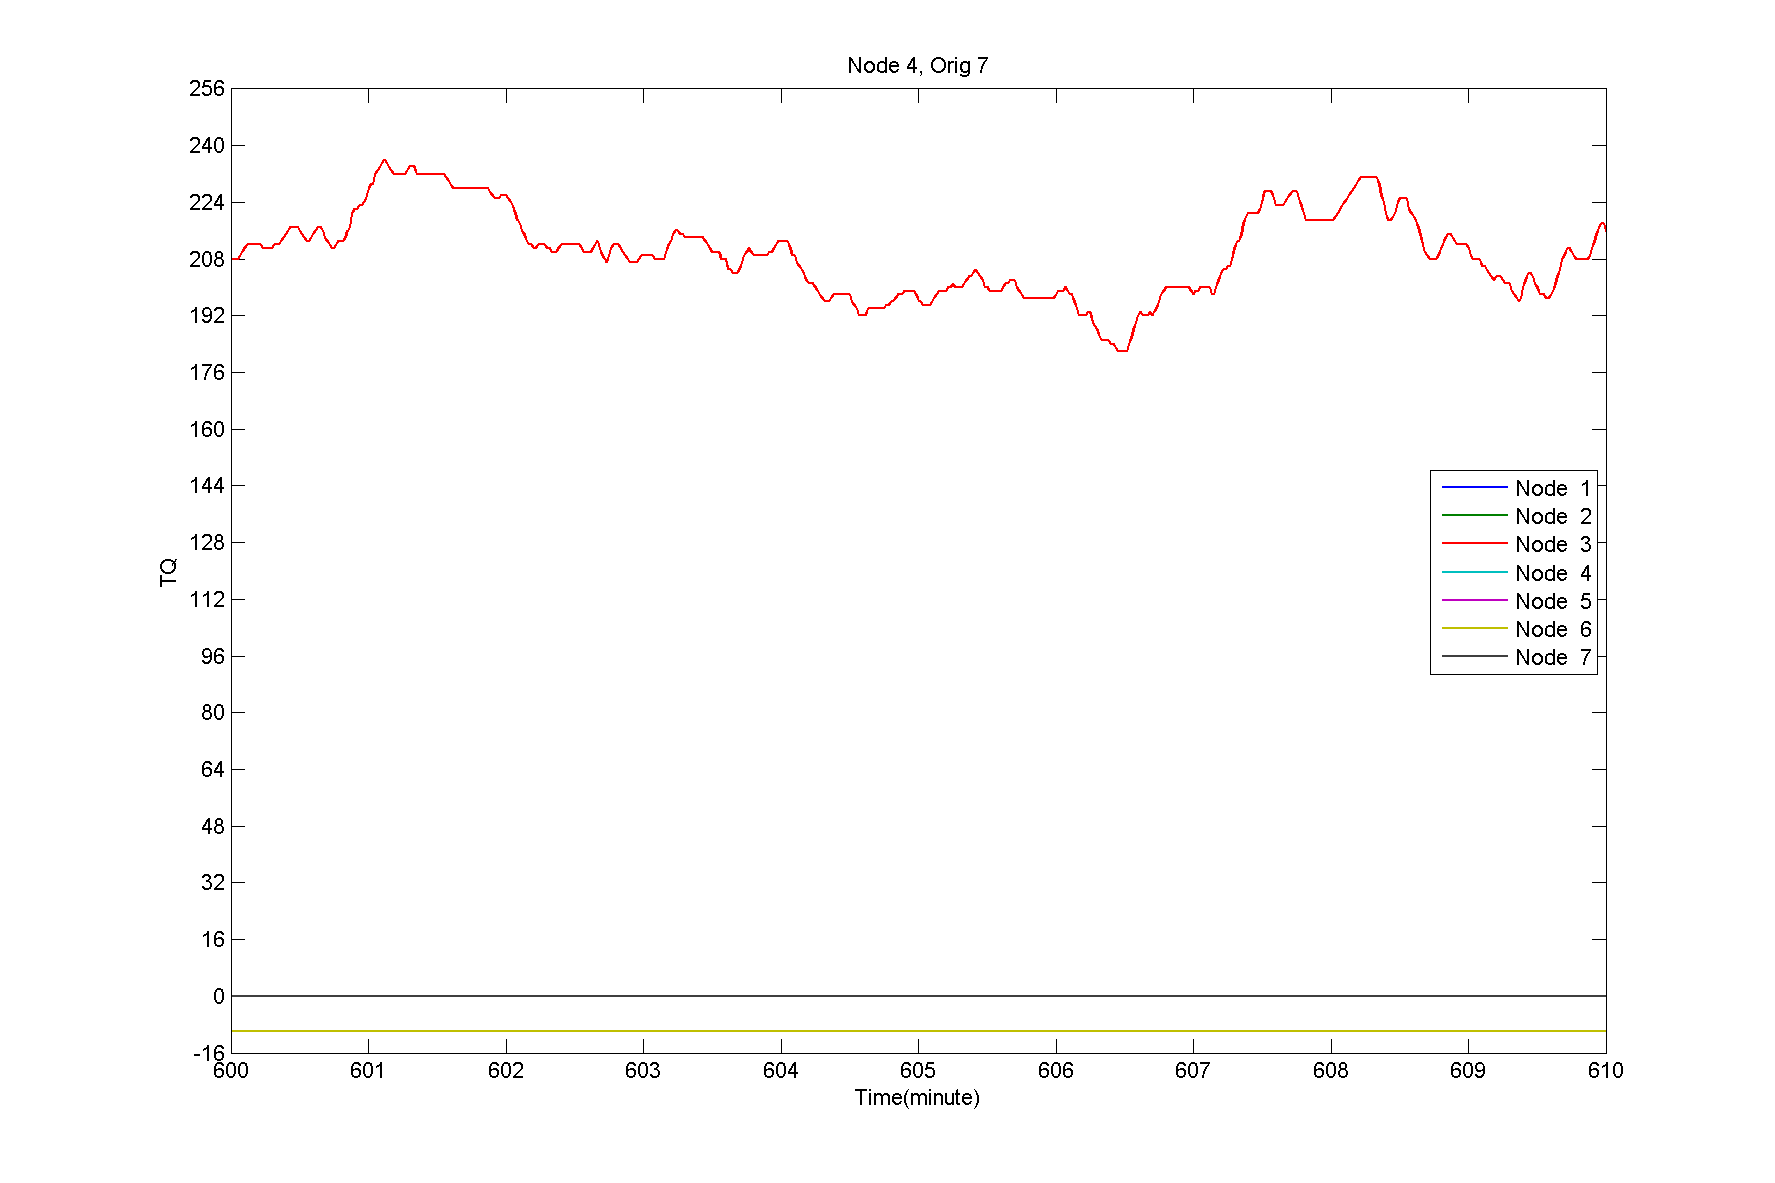 Node 4, Orig 7
256
240
224
208
192
176
160
144
128
112
96
80
64
48
32
16
0
-16
TQ
Node 1
Node 2
Node 3
Node 4
Node 5
Node 6
Node 7
600 601 602 603 604 605 606 607 608 609 610
Time(minute)